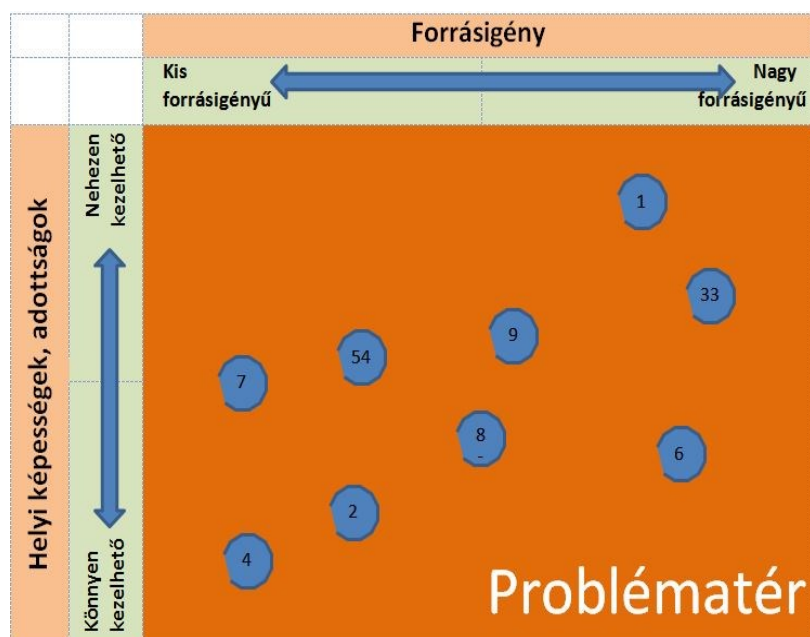 Forrásigény
Kis
forrásigényű
Nagy
forrásigényű
Helyi képességek, adottságok
Nehezen
kezelhető
Könnyen
kezelhető
1
33
9
54
7
8
-
6
2
4
Problématér